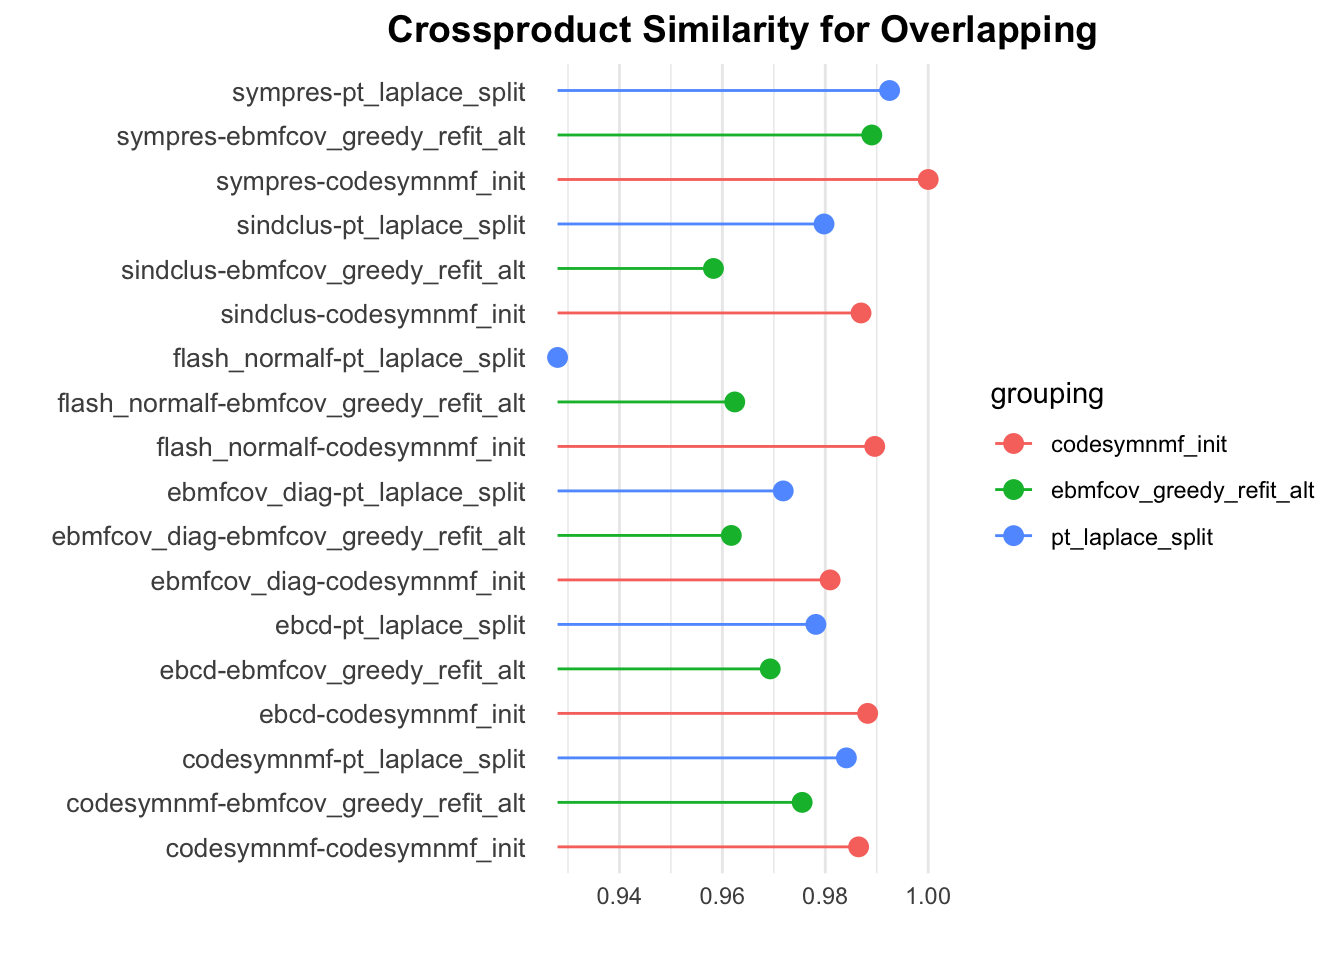 Crossproduct Similarity for Overlapping
sympres-pt_laplace_split
sympres-ebmfcov_greedy_refit_alt
sympres-codesymnmf_init
sindclus-pt_laplace_split
sindclus-ebmfcov_greedy_refit_alt
sindclus-codesymnmf_init
flash_normalf-pt_laplace_split
flash_normalf-ebmfcov_greedy_refit_alt
flash_normalf-codesymnmf_init
ebmfcov_diag-pt_laplace_split
ebmfcov_diag-ebmfcov_greedy_refit_alt
ebmfcov_diag-codesymnmf_init
ebcd-pt_laplace_split
ebcd-ebmfcov_greedy_refit_alt
ebcd-codesymnmf_init
codesymnmf-pt_laplace_split
codesymnmf-ebmfcov_greedy_refit_alt
codesymnmf-codesymnmf_init
0.94 0.96 0.98 1.00
grouping
codesymnmf_init
ebmfcov_greedy_refit_alt
pt_laplace_split